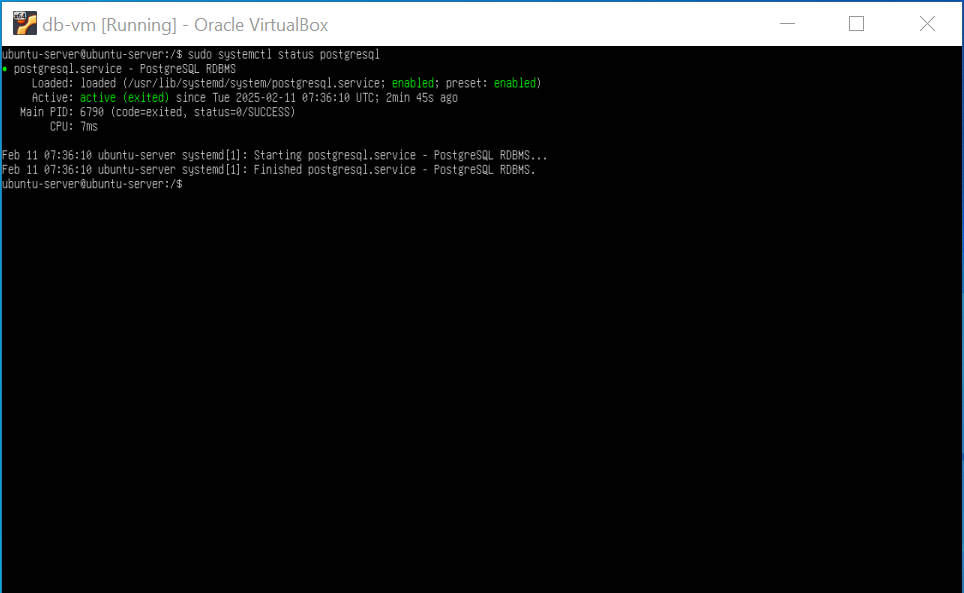 db-vm [Running] - Oracle VirtualBox
ubuntu-server@ubuntu-server:/$ sudo systemctl status postgresql
● postgresql.service - PostgreSQL RDBMS
Loaded: loaded (/usr/lib/systemd/system/postgresql.service; enabled; preset: enabled)
Active: active (exited) since Tue 2025-02-11 07:36:10 UTC; 2min 45s ago
Main PID: 6790 (code=exited, status=0/SUCCESS)
CPU: 7ms
Feb 11 07:36:10 ubuntu-server systemd[1]: Starting postgresql.service - PostgreSQL RDBMS...
Feb 11 07:36:10 ubuntu-server systemd[1]: Finished postgresql.service - PostgreSQL RDBMS.
ubuntu-server@ubuntu-server:/$